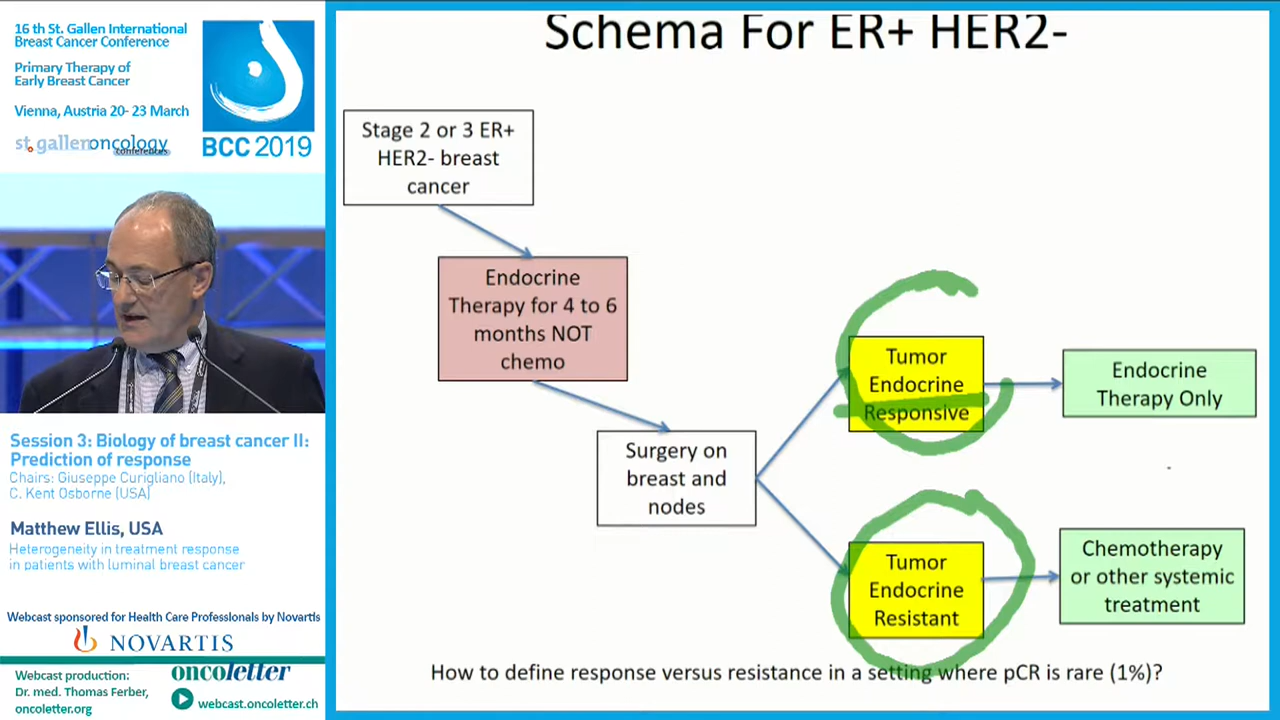 16 th St. Gallen International
Breast Cancer Conference
Primary Therapy of
Early Breast Cancer
Vienna, Austria 20- 23 March
st.gallenoncology
conferences
BCC 2019
Session 3: Biology of breast cancer II:
Prediction of response
Chairs: Giuseppe Curigliano (Italy),
C. Kent Osborne (USA)
Matthew Ellis, USA
Heterogeneity in treatment response
in patients with luminal breast cancer
Webcast sponsored for Health Care Professionals by Novartis
NOVARTIS
Webcast production:
Dr. med. Thomas Ferber,
oncoletter.org
oncoletter
webcast.oncoletter.ch
Schema For ER+ HER2-
Stage 2 or 3 ER+
HER2- breast
cancer
Endocrine
Therapy for 4 to 6
months NOT
chemo
Surgery on
breast and
nodes
Tumor
Endocrine
Responsive
Endocrine
Therapy Only
Tumor
Endocrine
Resistant
Chemotherapy
or other systemic
treatment
How to define response versus resistance in a setting where pCR is rare (1%)?